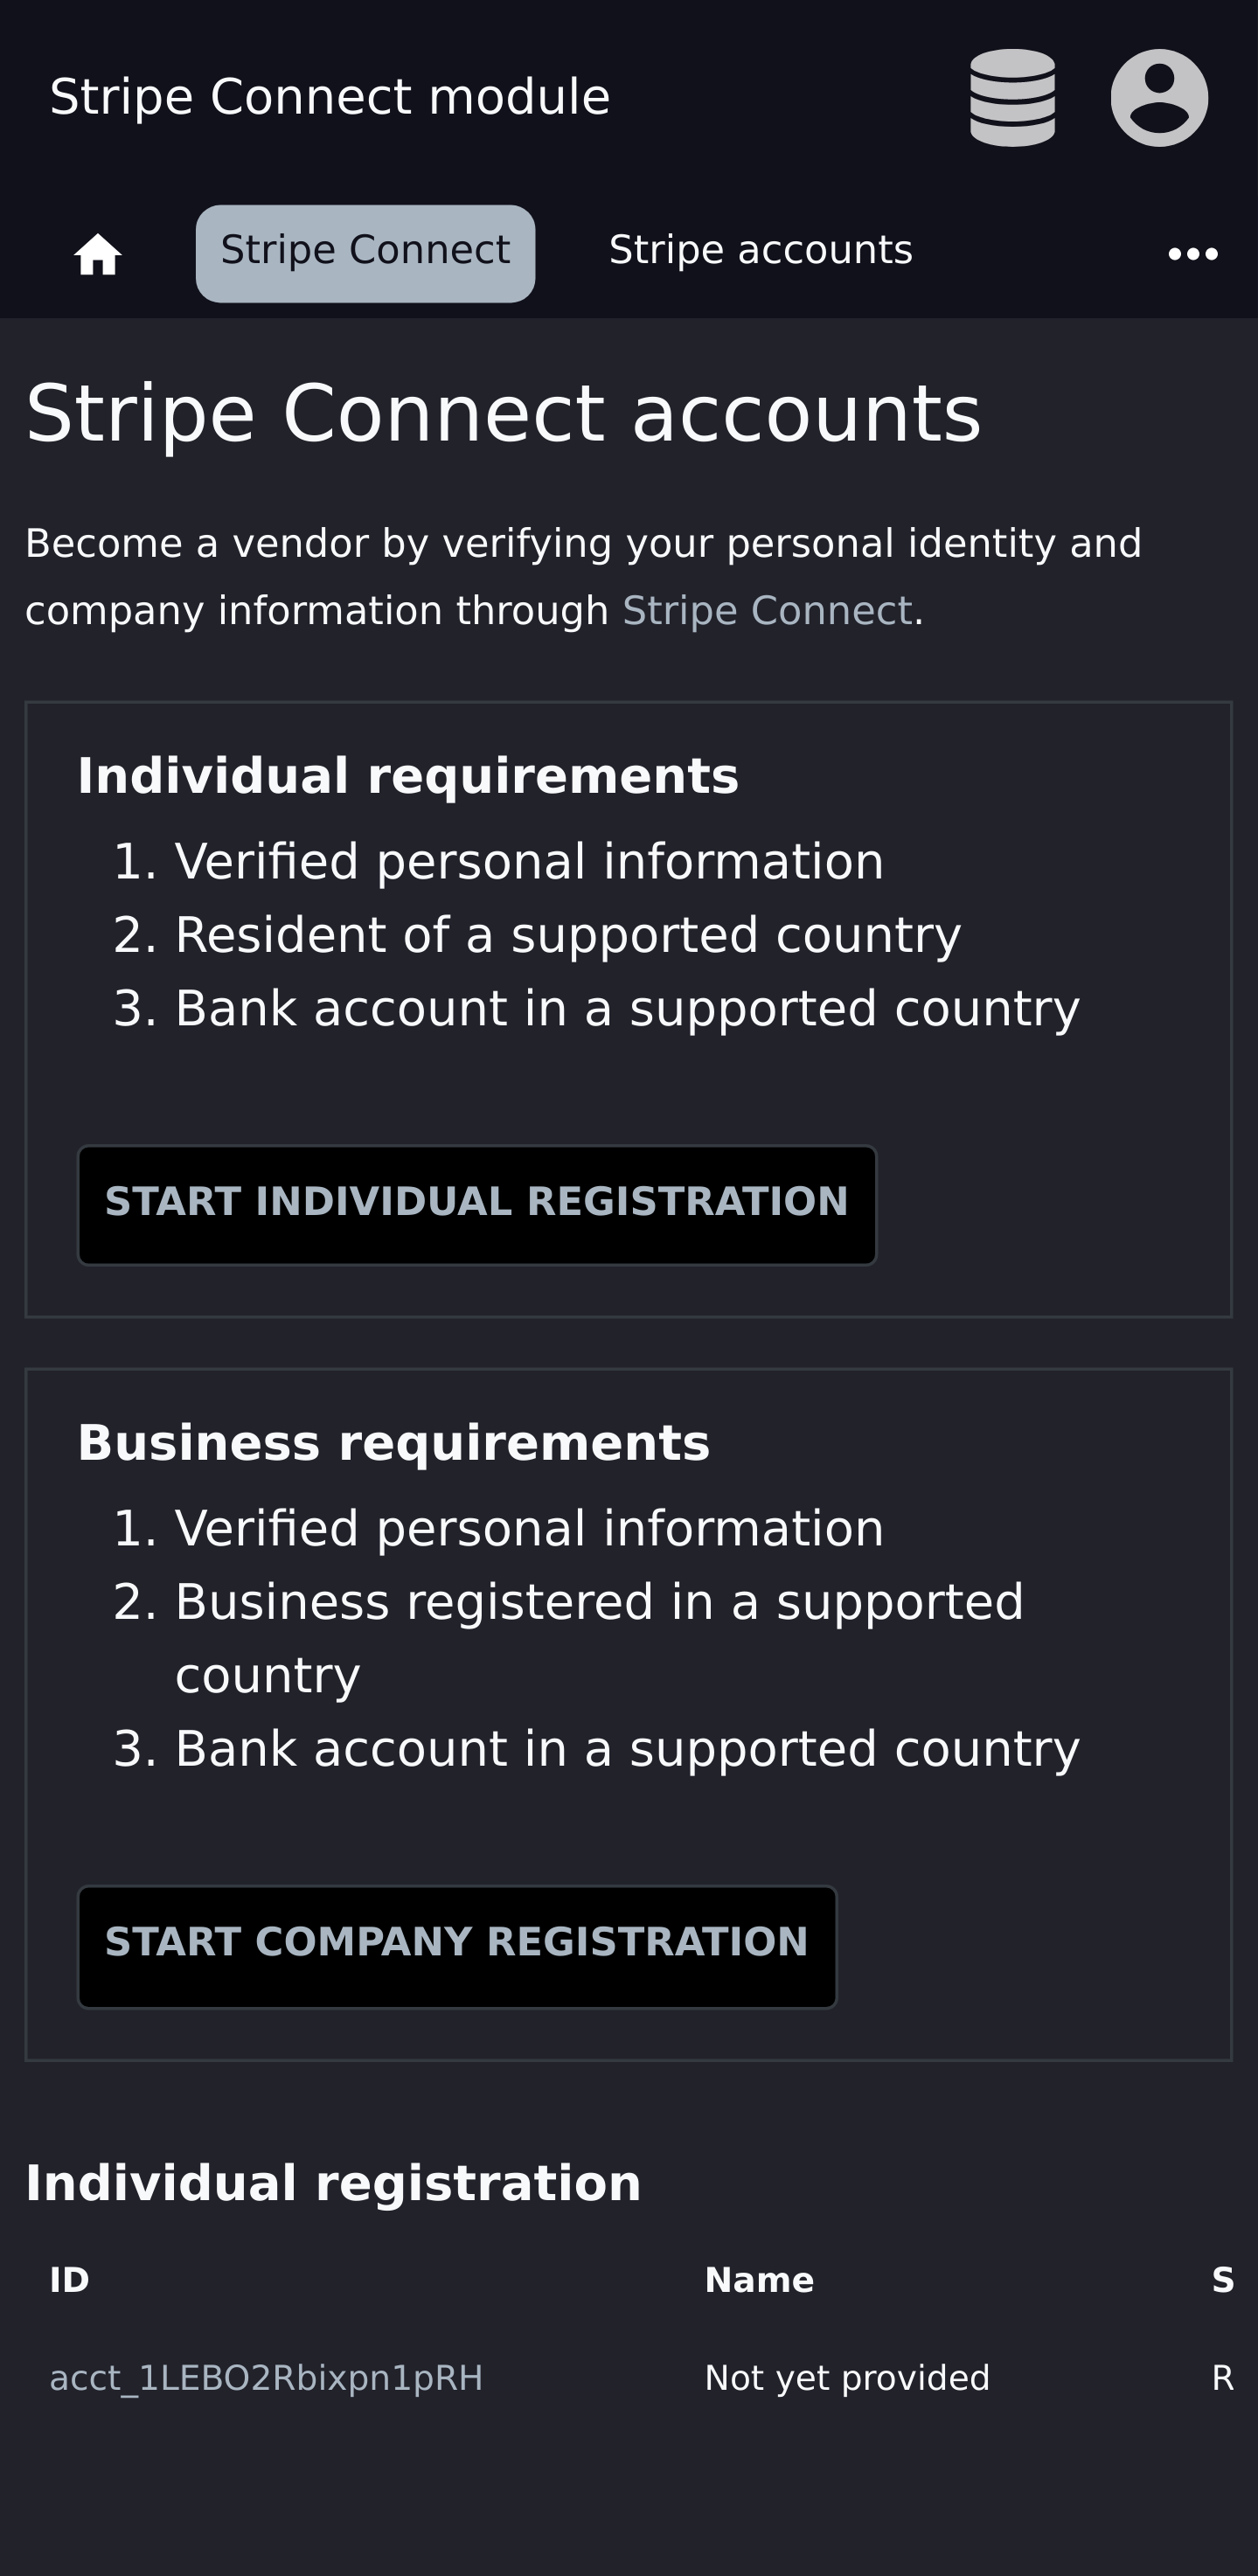 Stripe Connect module
Stripe Connect Stripe accounts
Stripe Connect accounts
Become a vendor by verifying your personal identity and
company information through Stripe Connect.
Individual requirements
1. Verified personal information
2. Resident of a supported country
3. Bank account in a supported country
START INDIVIDUAL REGISTRATION
Business requirements
1. Verified personal information
2. Business registered in a supported
country
3. Bank account in a supported country
START COMPANY REGISTRATION
Individual registration
ID Name S
acct_1LEBO2Rbixpn1pRH Not yet provided R